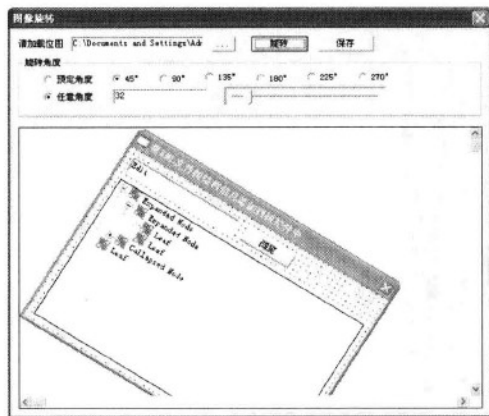 图像旋转
请加载位图 C:\Documents and Settings\Adm ... 旋转 保存
旋转角度
预定角度 45° 90° 135° 180° 225° 270°
任意角度 32
Edit
Expanded Node
Expanded Node
Leaf
Leaf
Collapsed Node
Leaf